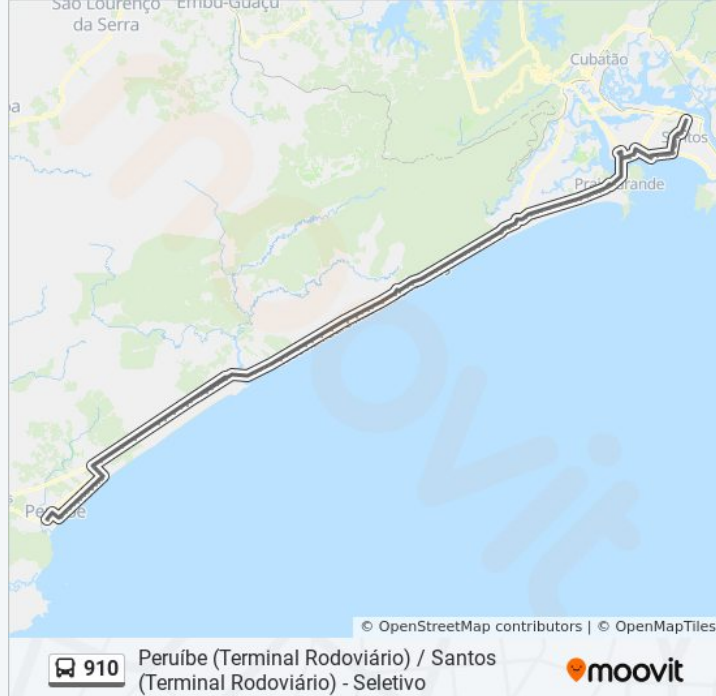 São Lourenço
da Serra
Embu-Guaçu
Cubatão
Santos
Praia Grande
Peruíbe
© OpenStreetMap contributors | © OpenMapTiles
910
Peruíbe (Terminal Rodoviário) / Santos
(Terminal Rodoviário) - Seletivo
moovit